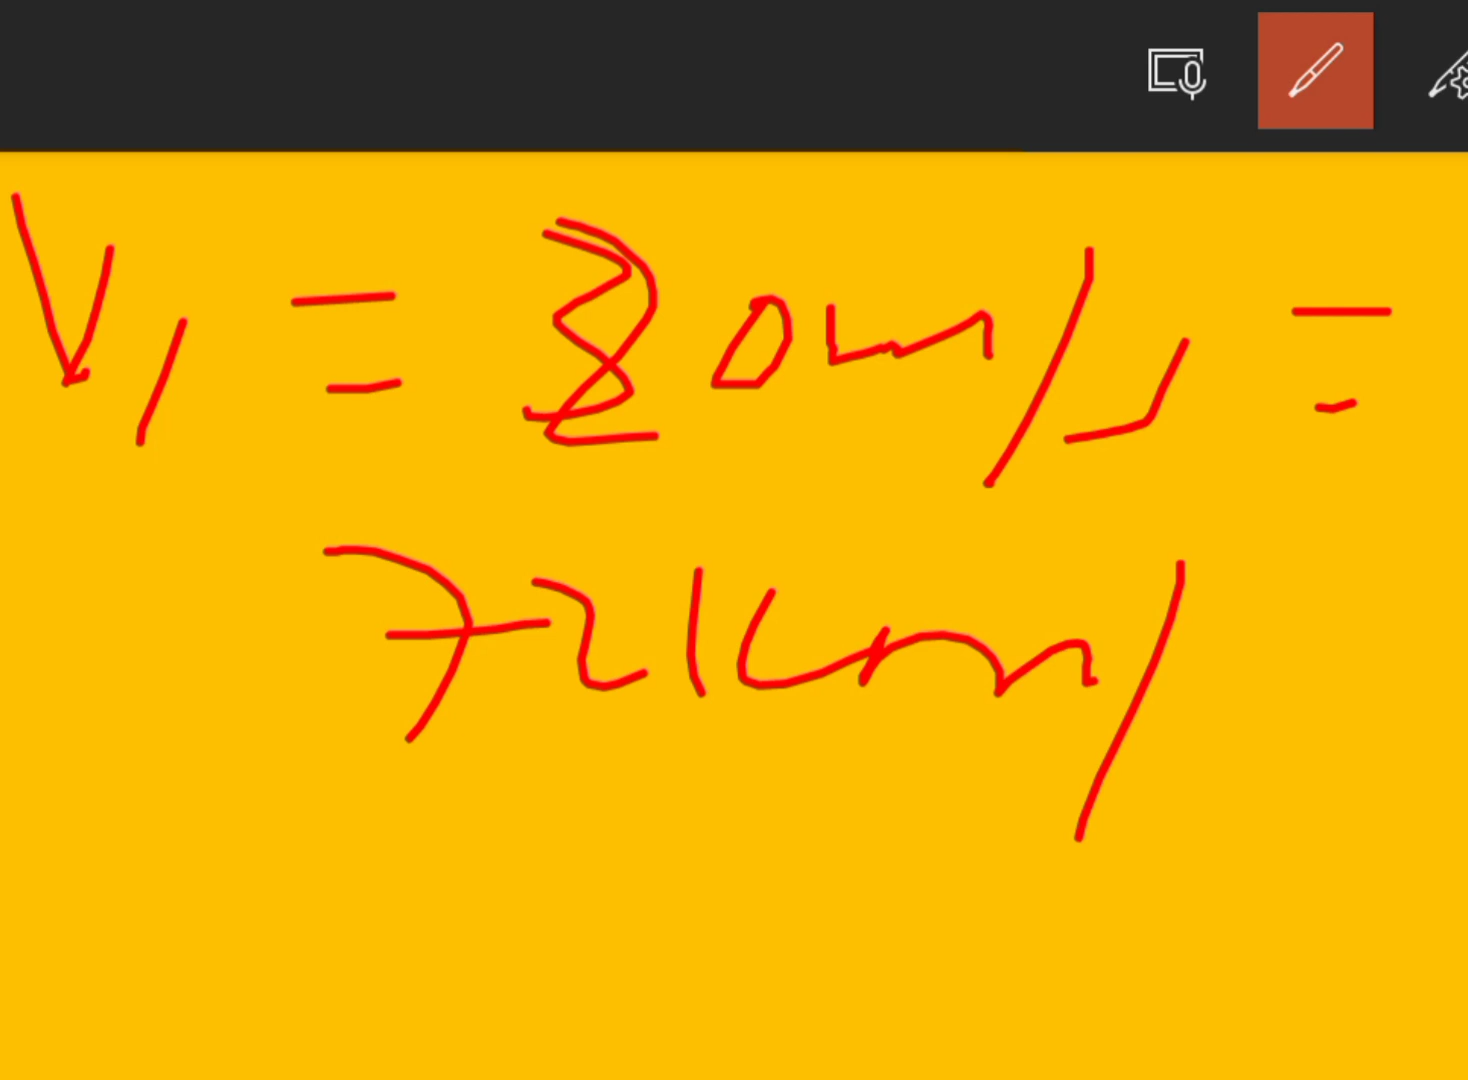 V₁ = 20m/s =
72km/